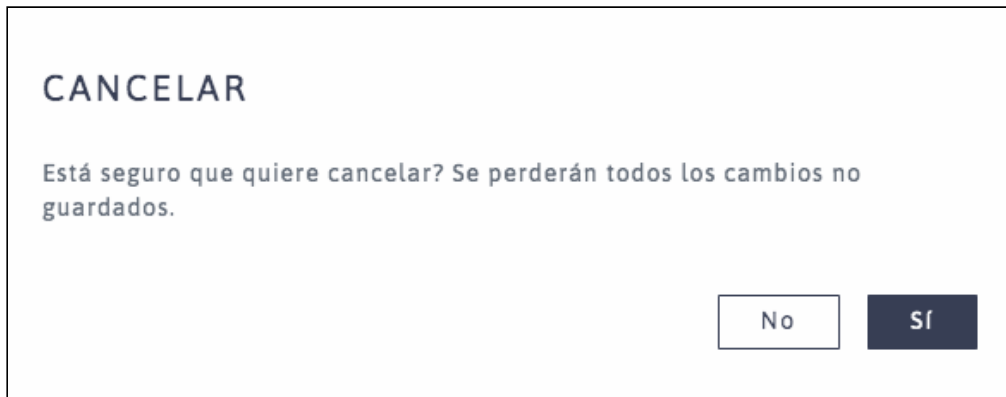 CANCELAR
Está seguro que quiere cancelar? Se perderán todos los cambios no
guardados.
No
Sí